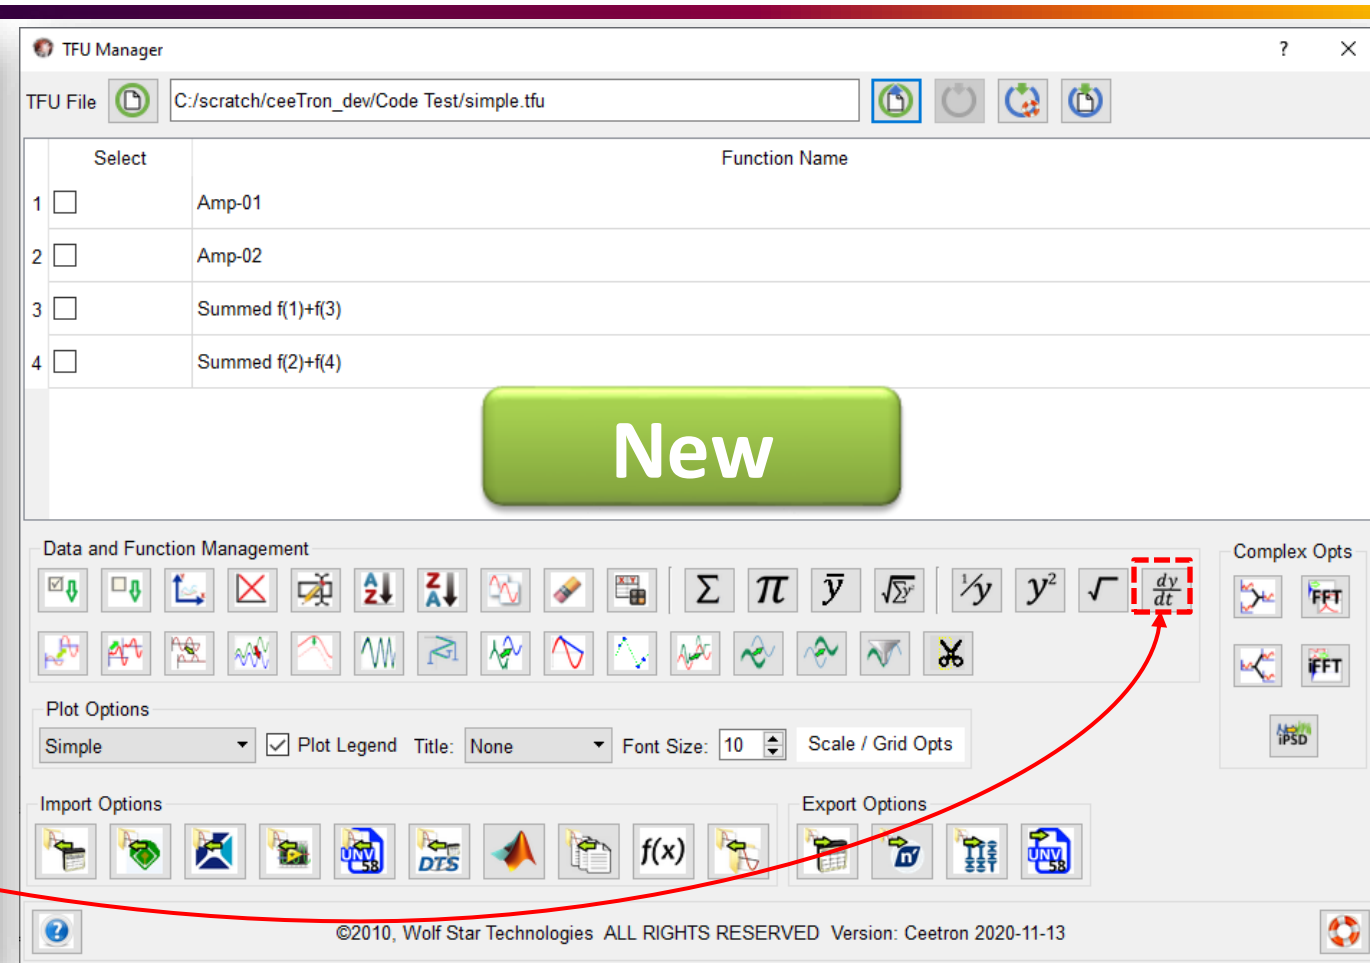 TFU Manager
?
TFU File
C:/scratch/ceeTron_dev/Code Test/simple.tfu
Select
Function Name
1
Amp-01
2
Amp-02
3
Summed f(1)+f(3)
4
Summed f(2)+f(4)
New
Data and Function Management
Complex Opts
A Z
Z A
X Y
Σ
π
ȳ
√Σy²
¹⁄y
y²
√
dy
dt
FFT
iFFT
Plot Options
Simple
Plot Legend
Title:
None
Font Size:
10
Scale / Grid Opts
iPSD
Import Options
Export Options
UNV
58
DTS
f(x)
n
UNV
58
?
©2010, Wolf Star Technologies ALL RIGHTS RESERVED Version: Ceetron 2020-11-13